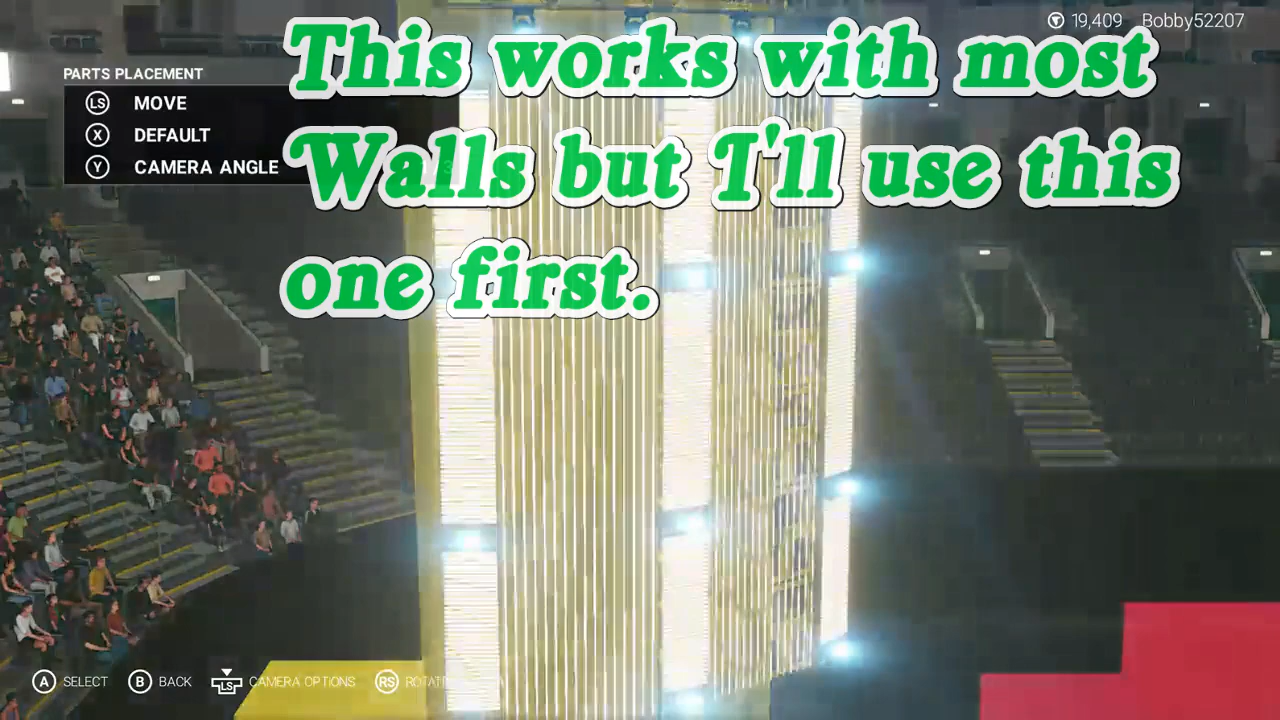 19,409 Bobby52207
This works with most
Walls but I'll use this
one first.
PARTS PLACEMENT
LS MOVE
X DEFAULT
Y CAMERA ANGLE
A SELECT B BACK LS CAMERA OPTIONS RS